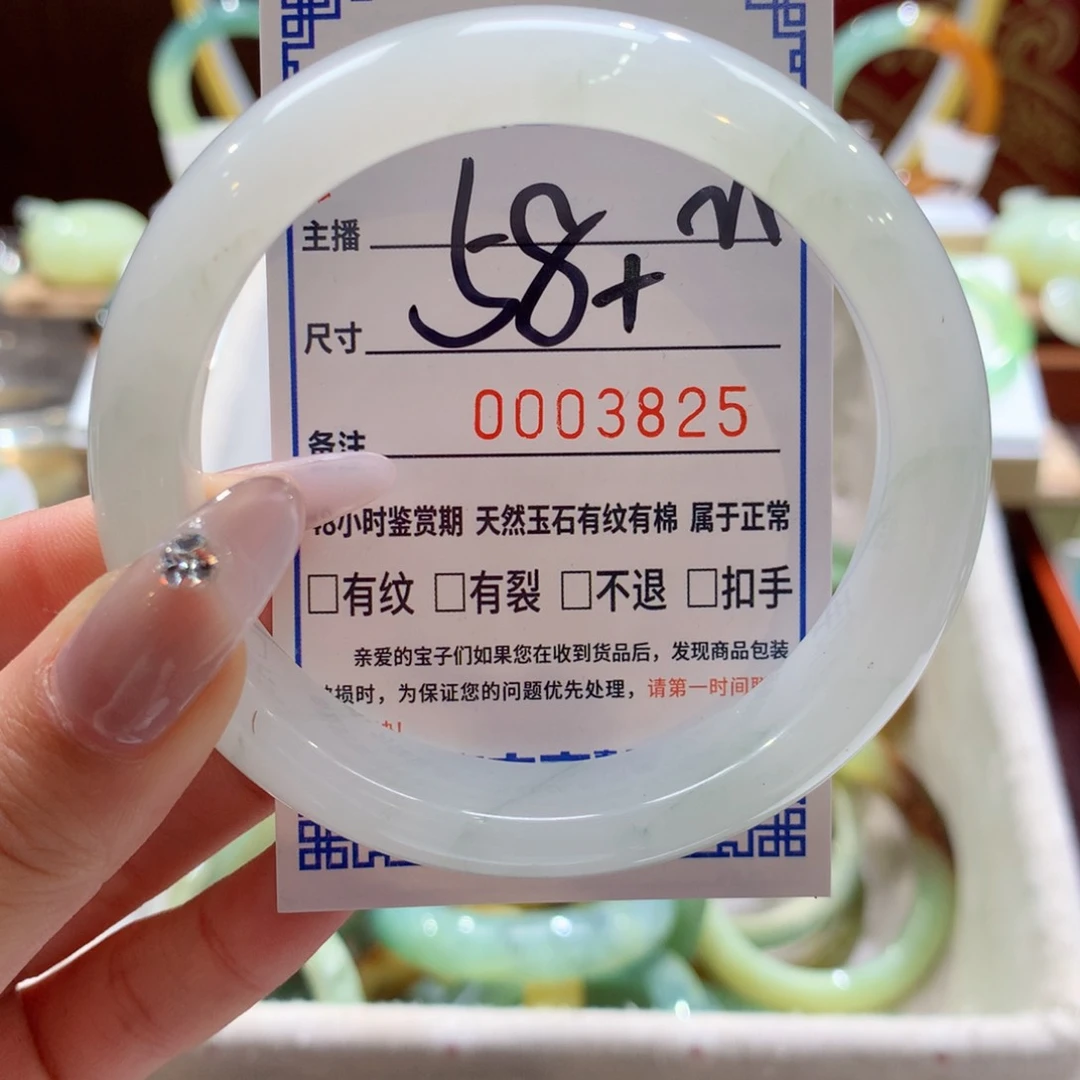 主播
58+
尺寸
备注 0003825
48小时鉴赏期 天然玉石有纹有棉 属于正常
□有纹 □有裂 □不退 □扣手
亲爱的宝子们如果您在收到货品后，发现商品包装
损时，为保证您的问题优先处理，请第一时间